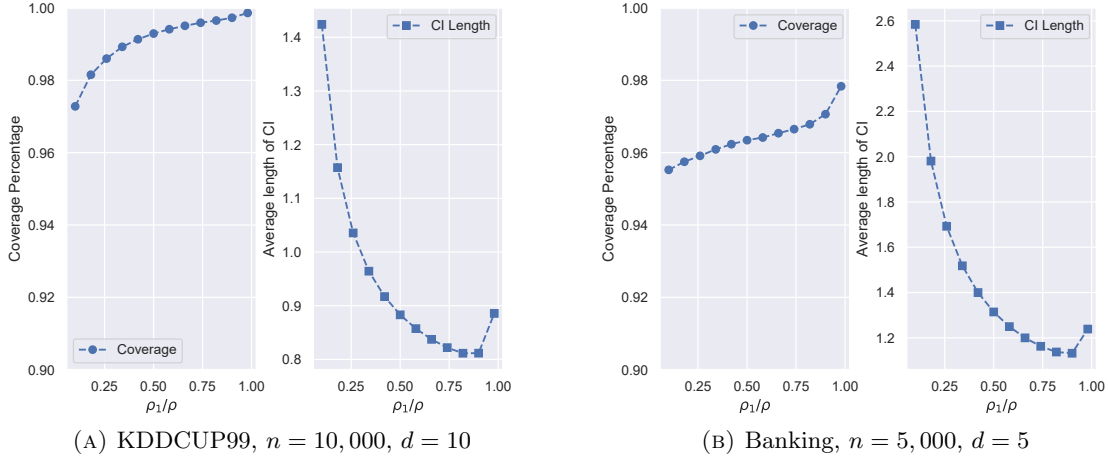 Coverage Percentage
1.00
0.98
0.96
0.94
0.92
0.90
Coverage
0.25 0.50 0.75 1.00
ρ₁/ρ
Average length of CI
1.4
1.3
1.2
1.1
1.0
0.9
0.8
CI Length
0.25 0.50 0.75 1.00
ρ₁/ρ
(A) KDDCUP99, n = 10,000, d = 10
Coverage Percentage
1.00
0.98
0.96
0.94
0.92
0.90
Coverage
0.25 0.50 0.75 1.00
ρ₁/ρ
Average length of CI
2.6
2.4
2.2
2.0
1.8
1.6
1.4
1.2
CI Length
0.25 0.50 0.75 1.00
ρ₁/ρ
(B) Banking, n = 5,000, d = 5